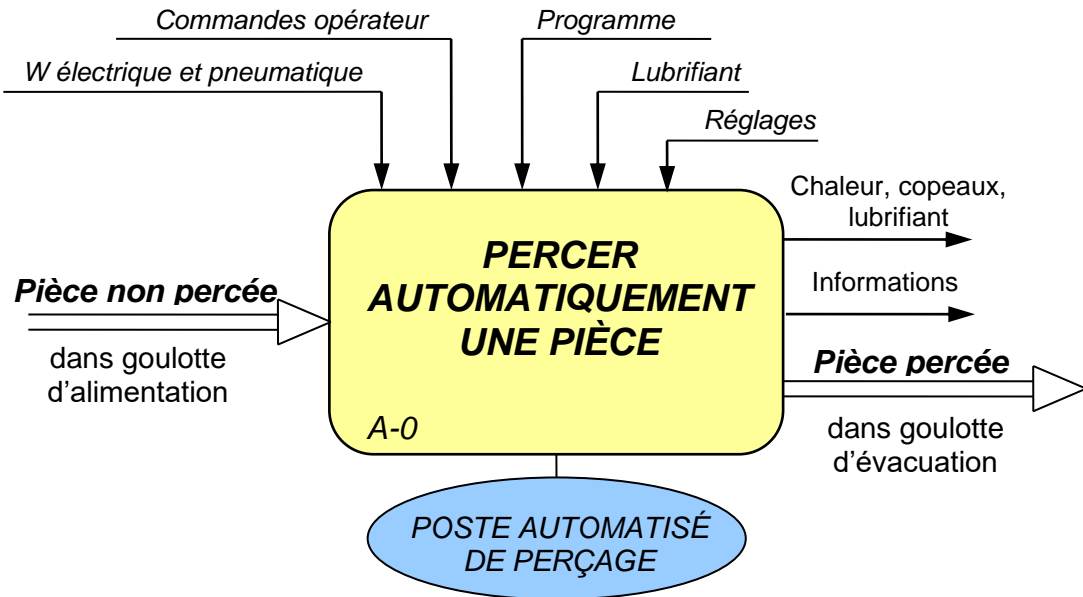 Commandes opérateur
Programme
W électrique et pneumatique
Lubrifiant
Réglages
Chaleur, copeaux,
lubrifiant
PERCER
AUTOMATIQUEMENT
UNE PIÈCE
Informations
Pièce non percée
dans goulotte
d’alimentation
Pièce percée
A-0
dans goulotte
d’évacuation
POSTE AUTOMATISÉ
DE PERÇAGE